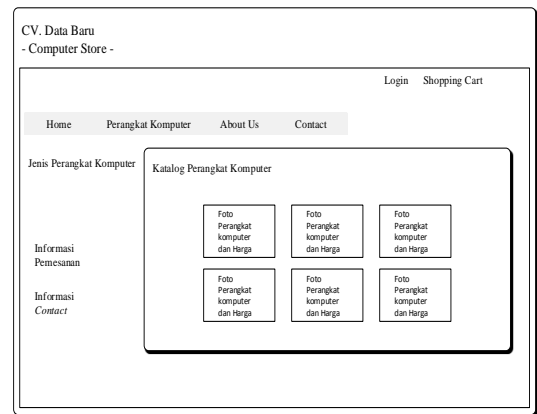 CV. Data Baru
- Computer Store -
Login Shopping Cart
Home Perangkat Komputer About Us Contact
Jenis Perangkat Komputer
Katalog Perangkat Komputer
Foto
Perangkat
komputer
dan Harga
Foto
Perangkat
komputer
dan Harga
Foto
Perangkat
komputer
dan Harga
Informasi
Pemesanan
Foto
Perangkat
komputer
dan Harga
Foto
Perangkat
komputer
dan Harga
Foto
Perangkat
komputer
dan Harga
Informasi
Contact